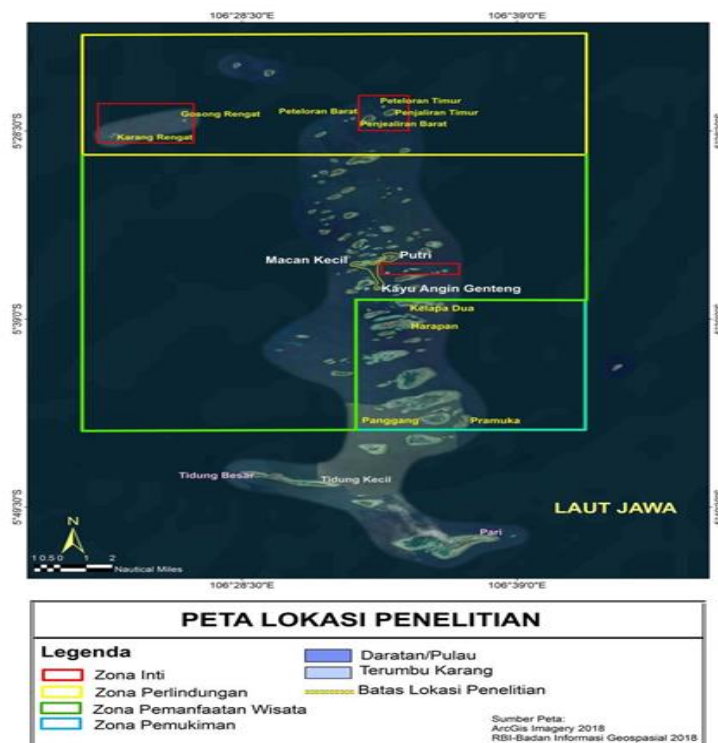 106°28'30"E 106°39'0"E
Gosong Rengat
Karang Rengat
Peteloran Barat
Peteloran Timur
Penjaliran Timur
Penjealiran Barat
5°28'30"S
Macan Kecil
Putri
Kayu Angin Genteng
Kelapa Dua
Harapan
5°39'0"S
Panggang
Pramuka
Tidung Besar
Tidung Kecil
5°49'30"S
LAUT JAWA
Pari
N
1 0.5 0 1 2
Nautical Miles
106°28'30"E 106°39'0"E
PETA LOKASI PENELITIAN
Legenda
Zona Inti
Zona Perlindungan
Zona Pemanfaatan Wisata
Zona Pemukiman
Daratan/Pulau
Terumbu Karang
Batas Lokasi Penelitian
Sumber Peta:
ArcGis Imagery 2018
RBI-Badan Informasi Geospasial 2018